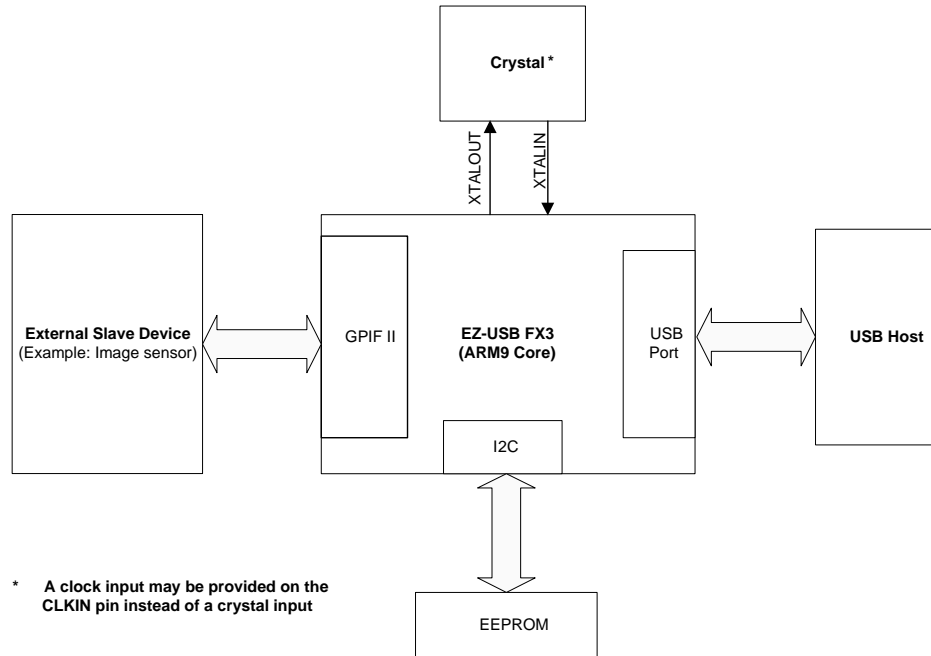 Crystal *
XTALOUT
XTALIN
External Slave Device
(Example: Image sensor)
GPIF II
EZ-USB FX3
(ARM9 Core)
USB
Port
USB Host
I2C
* A clock input may be provided on the
CLKIN pin instead of a crystal input
EEPROM